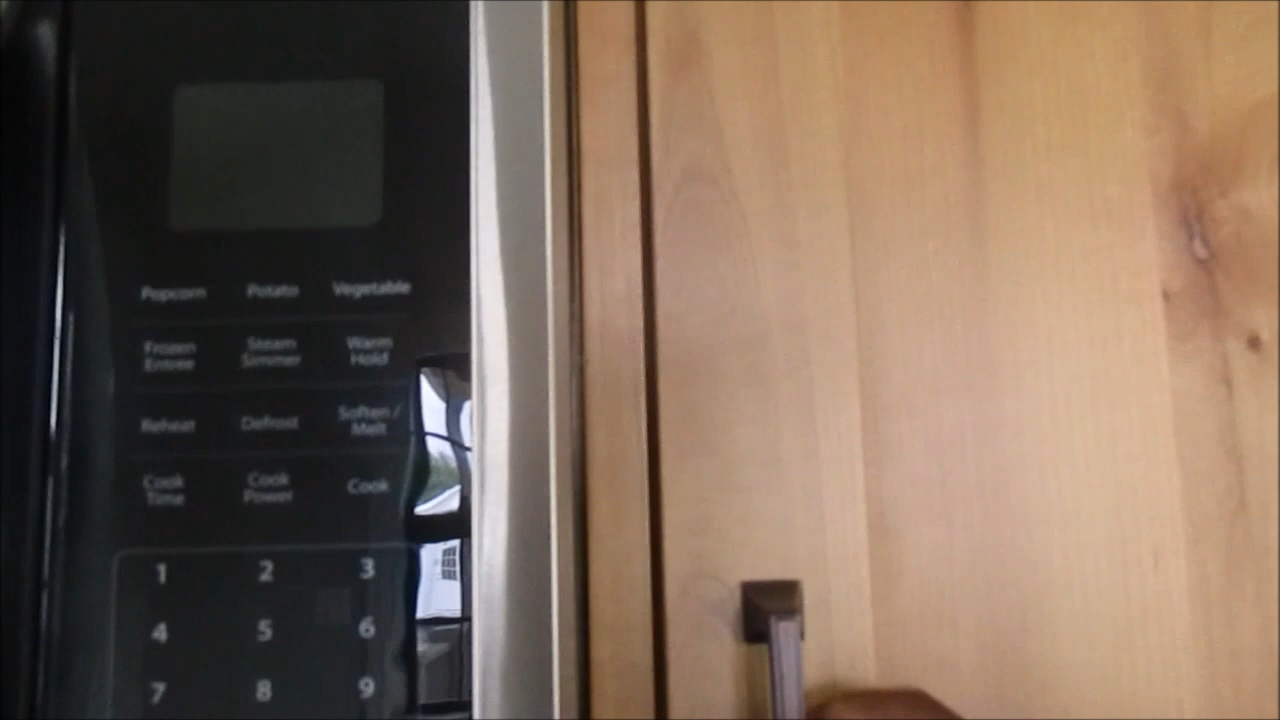 Popcorn Potato Vegetable
Frozen Entree Steam Simmer Warm Hold
Reheat Defrost Soften / Melt
Cook Time Cook Power Cook
1 2 3
4 5 6
7 8 9